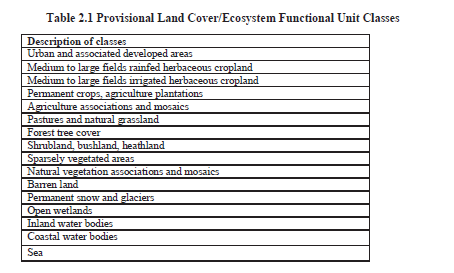 Table 2.1 Provisional Land Cover/Ecosystem Functional Unit Classes
Description of classes
Urban and associated developed areas
Medium to large fields rainfed herbaceous cropland
Medium to large fields irrigated herbaceous cropland
Permanent crops, agriculture plantations
Agriculture associations and mosaics
Pastures and natural grassland
Forest tree cover
Shrubland, bushland, heathland
Sparsely vegetated areas
Natural vegetation associations and mosaics
Barren land
Permanent snow and glaciers
Open wetlands
Inland water bodies
Coastal water bodies
Sea